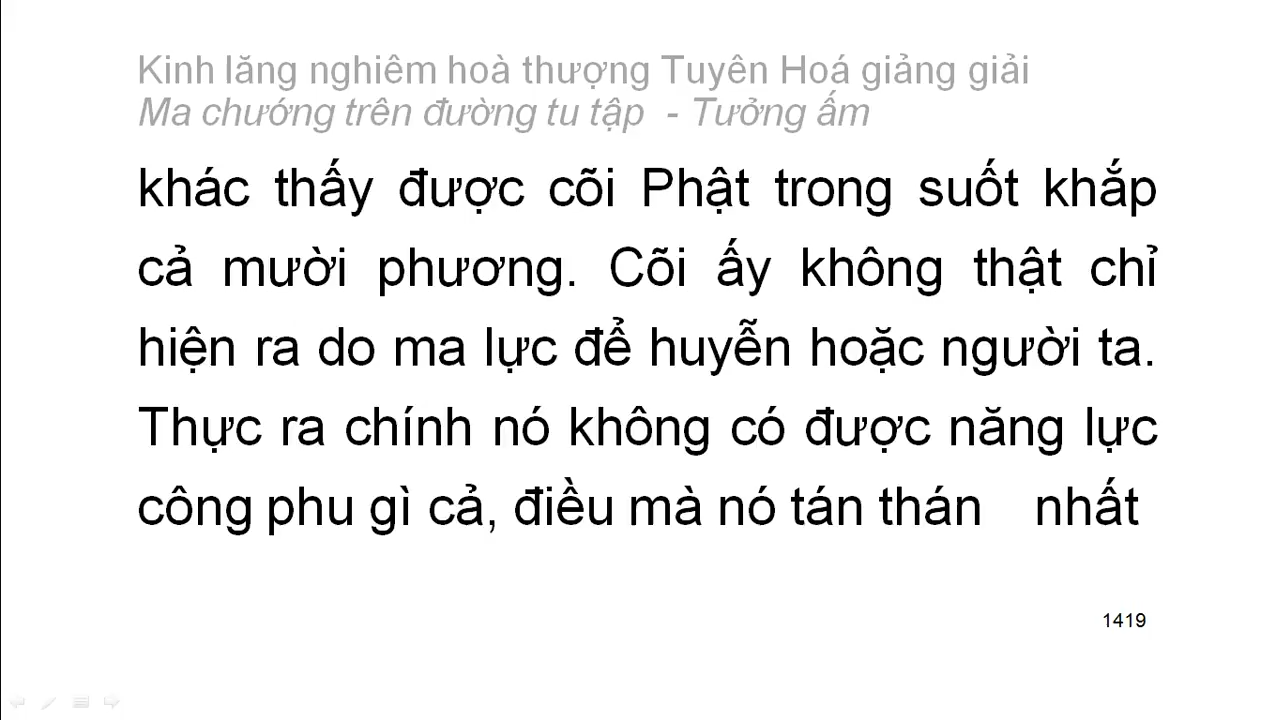 Kinh lăng nghiêm hoà thượng Tuyên Hoá giảng giải
Ma chướng trên đường tu tập - Tưởng ấm
khác thấy được cõi Phật trong suốt khắp
cả mười phương. Cõi ấy không thật chỉ
hiện ra do ma lực để huyễn hoặc người ta.
Thực ra chính nó không có được năng lực
công phu gì cả, điều mà nó tán thán nhất
1419